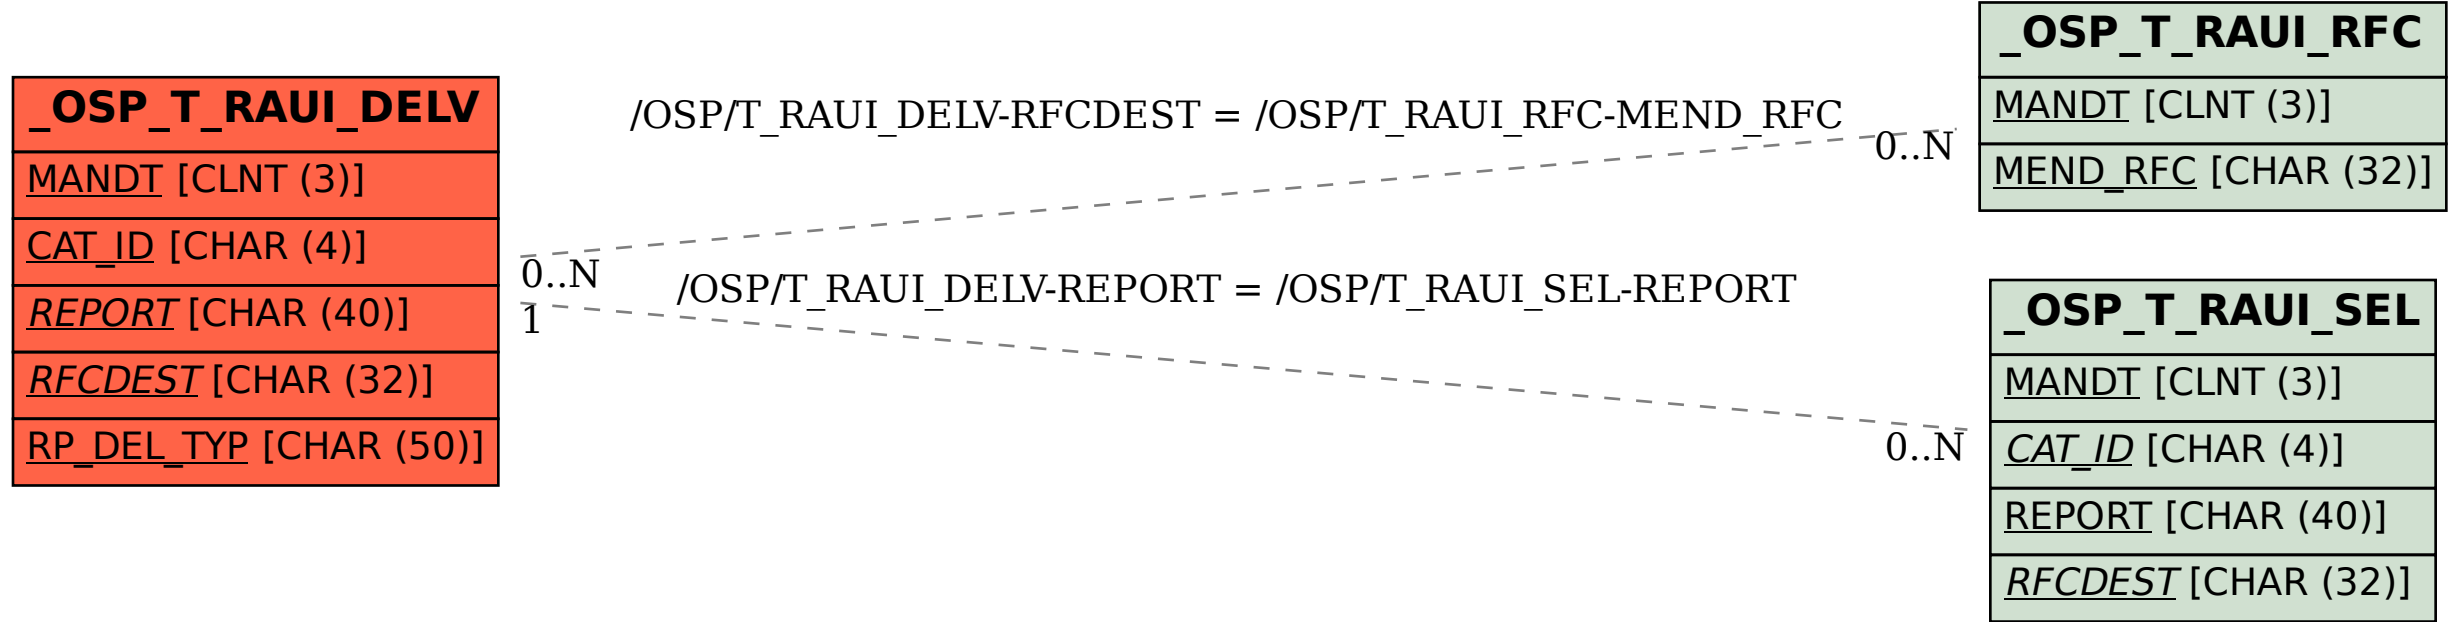 _OSP_T_RAUI_DELV
MANDT [CLNT (3)]
CAT_ID [CHAR (4)]
REPORT [CHAR (40)]
RFCDEST [CHAR (32)]
RP_DEL_TYP [CHAR (50)]
/OSP/T_RAUI_DELV-RFCDEST = /OSP/T_RAUI_RFC-MEND_RFC
0..N
0..N
/OSP/T_RAUI_DELV-REPORT = /OSP/T_RAUI_SEL-REPORT
1
0..N
_OSP_T_RAUI_RFC
MANDT [CLNT (3)]
MEND_RFC [CHAR (32)]
_OSP_T_RAUI_SEL
MANDT [CLNT (3)]
CAT_ID [CHAR (4)]
REPORT [CHAR (40)]
RFCDEST [CHAR (32)]